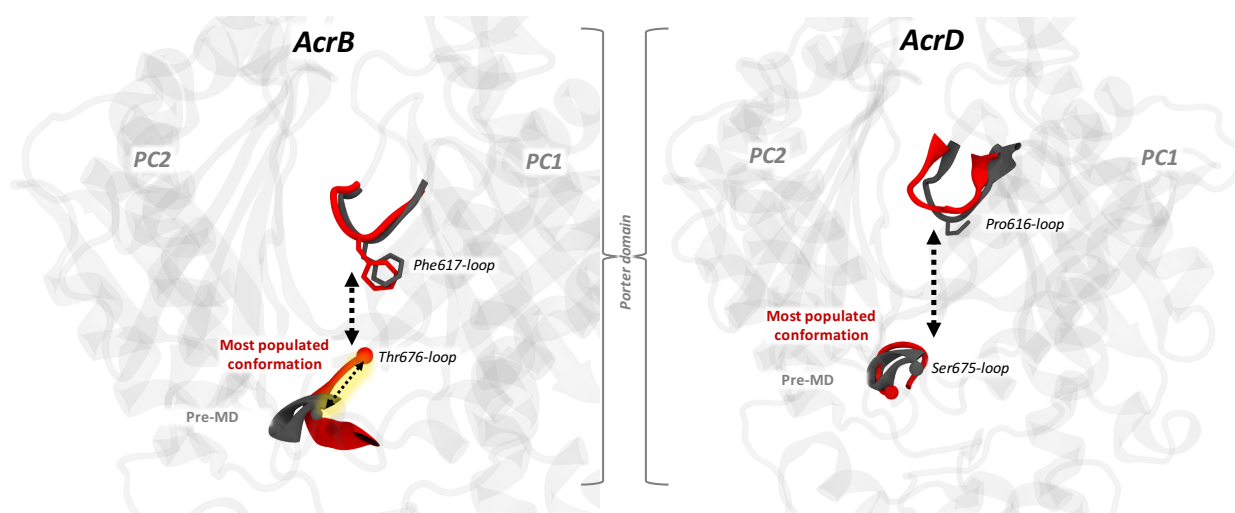 AcrB
PC2
PC1
Phe617-loop
Most populated
conformation
Thr676-loop
Pre-MD
Porter domain
AcrD
PC2
PC1
Pro616-loop
Most populated
conformation
Ser675-loop
Pre-MD